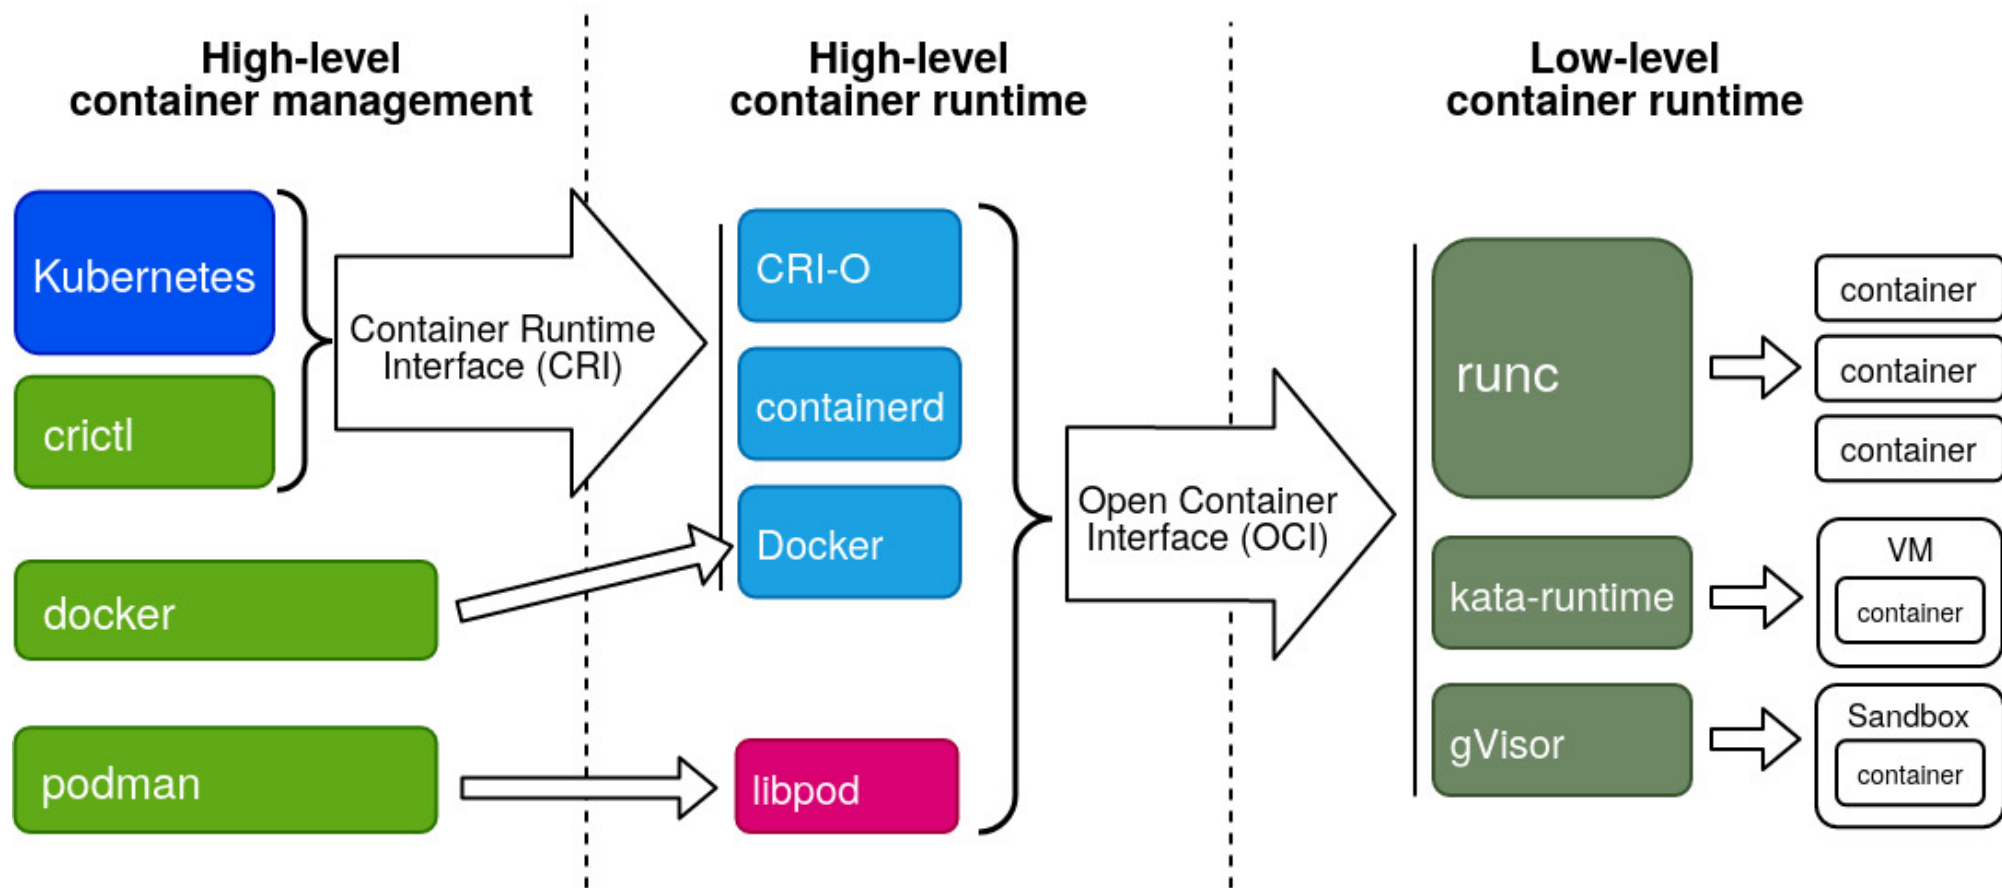 High-level
container management
High-level
container runtime
Low-level
container runtime
Kubernetes
crictl
docker
podman
Container Runtime
Interface (CRI)
CRI-O
containerd
Docker
libpod
Open Container
Interface (OCI)
runc
kata-runtime
gVisor
container
container
container
VM
container
Sandbox
container